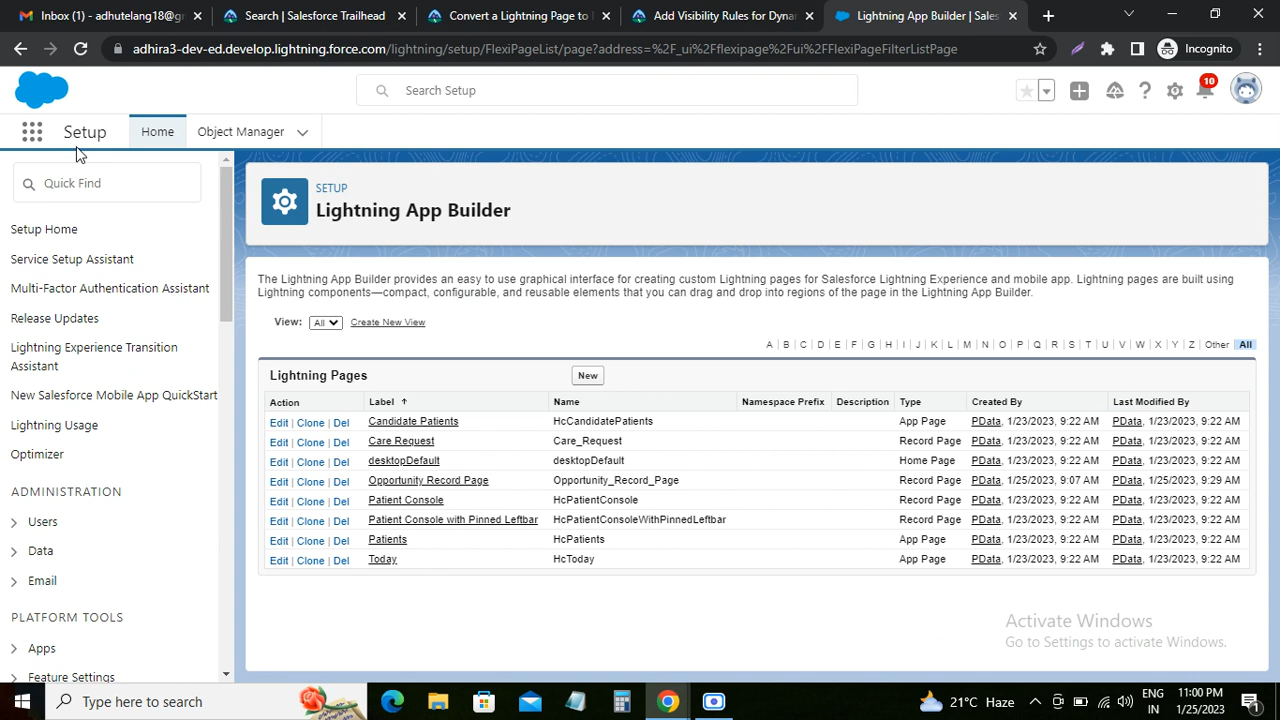 Inbox (1) - adhutelang18@gr
Search | Salesforce Trailhead
Convert a Lightning Page to
Add Visibility Rules for Dyna
Lightning App Builder | Sales
adhira3-dev-ed.develop.lightning.force.com/lightning/setup/FlexiPageList/page?address=%2F_ui%2Fflexipage%2Fui%2FFlexiPageFilterListPage
Incognito
Search Setup
10
Setup
Home
Object Manager
Quick Find
Setup Home
Service Setup Assistant
Multi-Factor Authentication Assistant
Release Updates
Lightning Experience Transition
Assistant
New Salesforce Mobile App QuickStart
Lightning Usage
Optimizer
ADMINISTRATION
Users
Data
Email
PLATFORM TOOLS
Apps
Feature Settings
SETUP
Lightning App Builder
The Lightning App Builder provides an easy to use graphical interface for creating custom Lightning pages for Salesforce Lightning Experience and mobile app. Lightning pages are built using
Lightning components—compact, configurable, and reusable elements that you can drag and drop into regions of the page in the Lightning App Builder.
View: All Create New View
A | B | C | D | E | F | G | H | I | J | K | L | M | N | O | P | Q | R | S | T | U | V | W | X | Y | Z | Other All
Lightning Pages New
Action Label Name Namespace Prefix Description Type Created By Last Modified By
Edit | Clone | Del Candidate Patients HcCandidatePatients App Page PData, 1/23/2023, 9:22 AM PData, 1/23/2023, 9:22 AM
Edit | Clone | Del Care Request Care_Request Record Page PData, 1/23/2023, 9:22 AM PData, 1/23/2023, 9:22 AM
Edit | Clone | Del desktopDefault desktopDefault Home Page PData, 1/23/2023, 9:22 AM PData, 1/23/2023, 9:22 AM
Edit | Clone | Del Opportunity Record Page Opportunity_Record_Page Record Page PData, 1/25/2023, 9:07 AM PData, 1/25/2023, 9:29 AM
Edit | Clone | Del Patient Console HcPatientConsole Record Page PData, 1/23/2023, 9:22 AM PData, 1/23/2023, 9:22 AM
Edit | Clone | Del Patient Console with Pinned Leftbar HcPatientConsoleWithPinnedLeftbar Record Page PData, 1/23/2023, 9:22 AM PData, 1/23/2023, 9:22 AM
Edit | Clone | Del Patients HcPatients App Page PData, 1/23/2023, 9:22 AM PData, 1/23/2023, 9:22 AM
Edit | Clone | Del Today HcToday App Page PData, 1/23/2023, 9:22 AM PData, 1/23/2023, 9:22 AM
Activate Windows
Go to Settings to activate Windows.
Type here to search
21°C Haze
ENG
IN
11:00 PM
1/25/2023
1